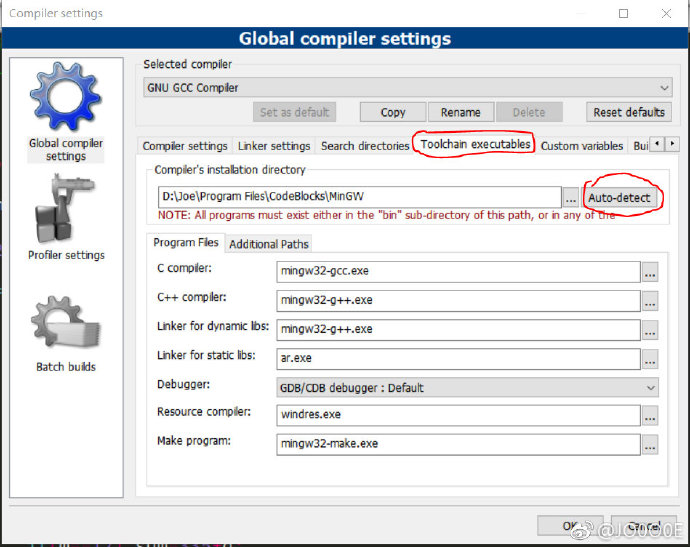 Compiler settings
Global compiler settings
Selected compiler
GNU GCC Compiler
Set as default
Copy
Rename
Delete
Reset defaults
Global compiler settings
Profiler settings
Batch builds
Compiler settings
Linker settings
Search directories
Toolchain executables
Custom variables
Bui
Compiler's installation directory
D:\Joe\Program Files\CodeBlocks\MinGW
...
Auto-detect
NOTE: All programs must exist either in the "bin" sub-directory of this path, or in any of the
Program Files
Additional Paths
C compiler:
mingw32-gcc.exe
...
C++ compiler:
mingw32-g++.exe
...
Linker for dynamic libs:
mingw32-g++.exe
...
Linker for static libs:
ar.exe
...
Debugger:
GDB/CDB debugger : Default
Resource compiler:
windres.exe
...
Make program:
mingw32-make.exe
...
OK
Cancel